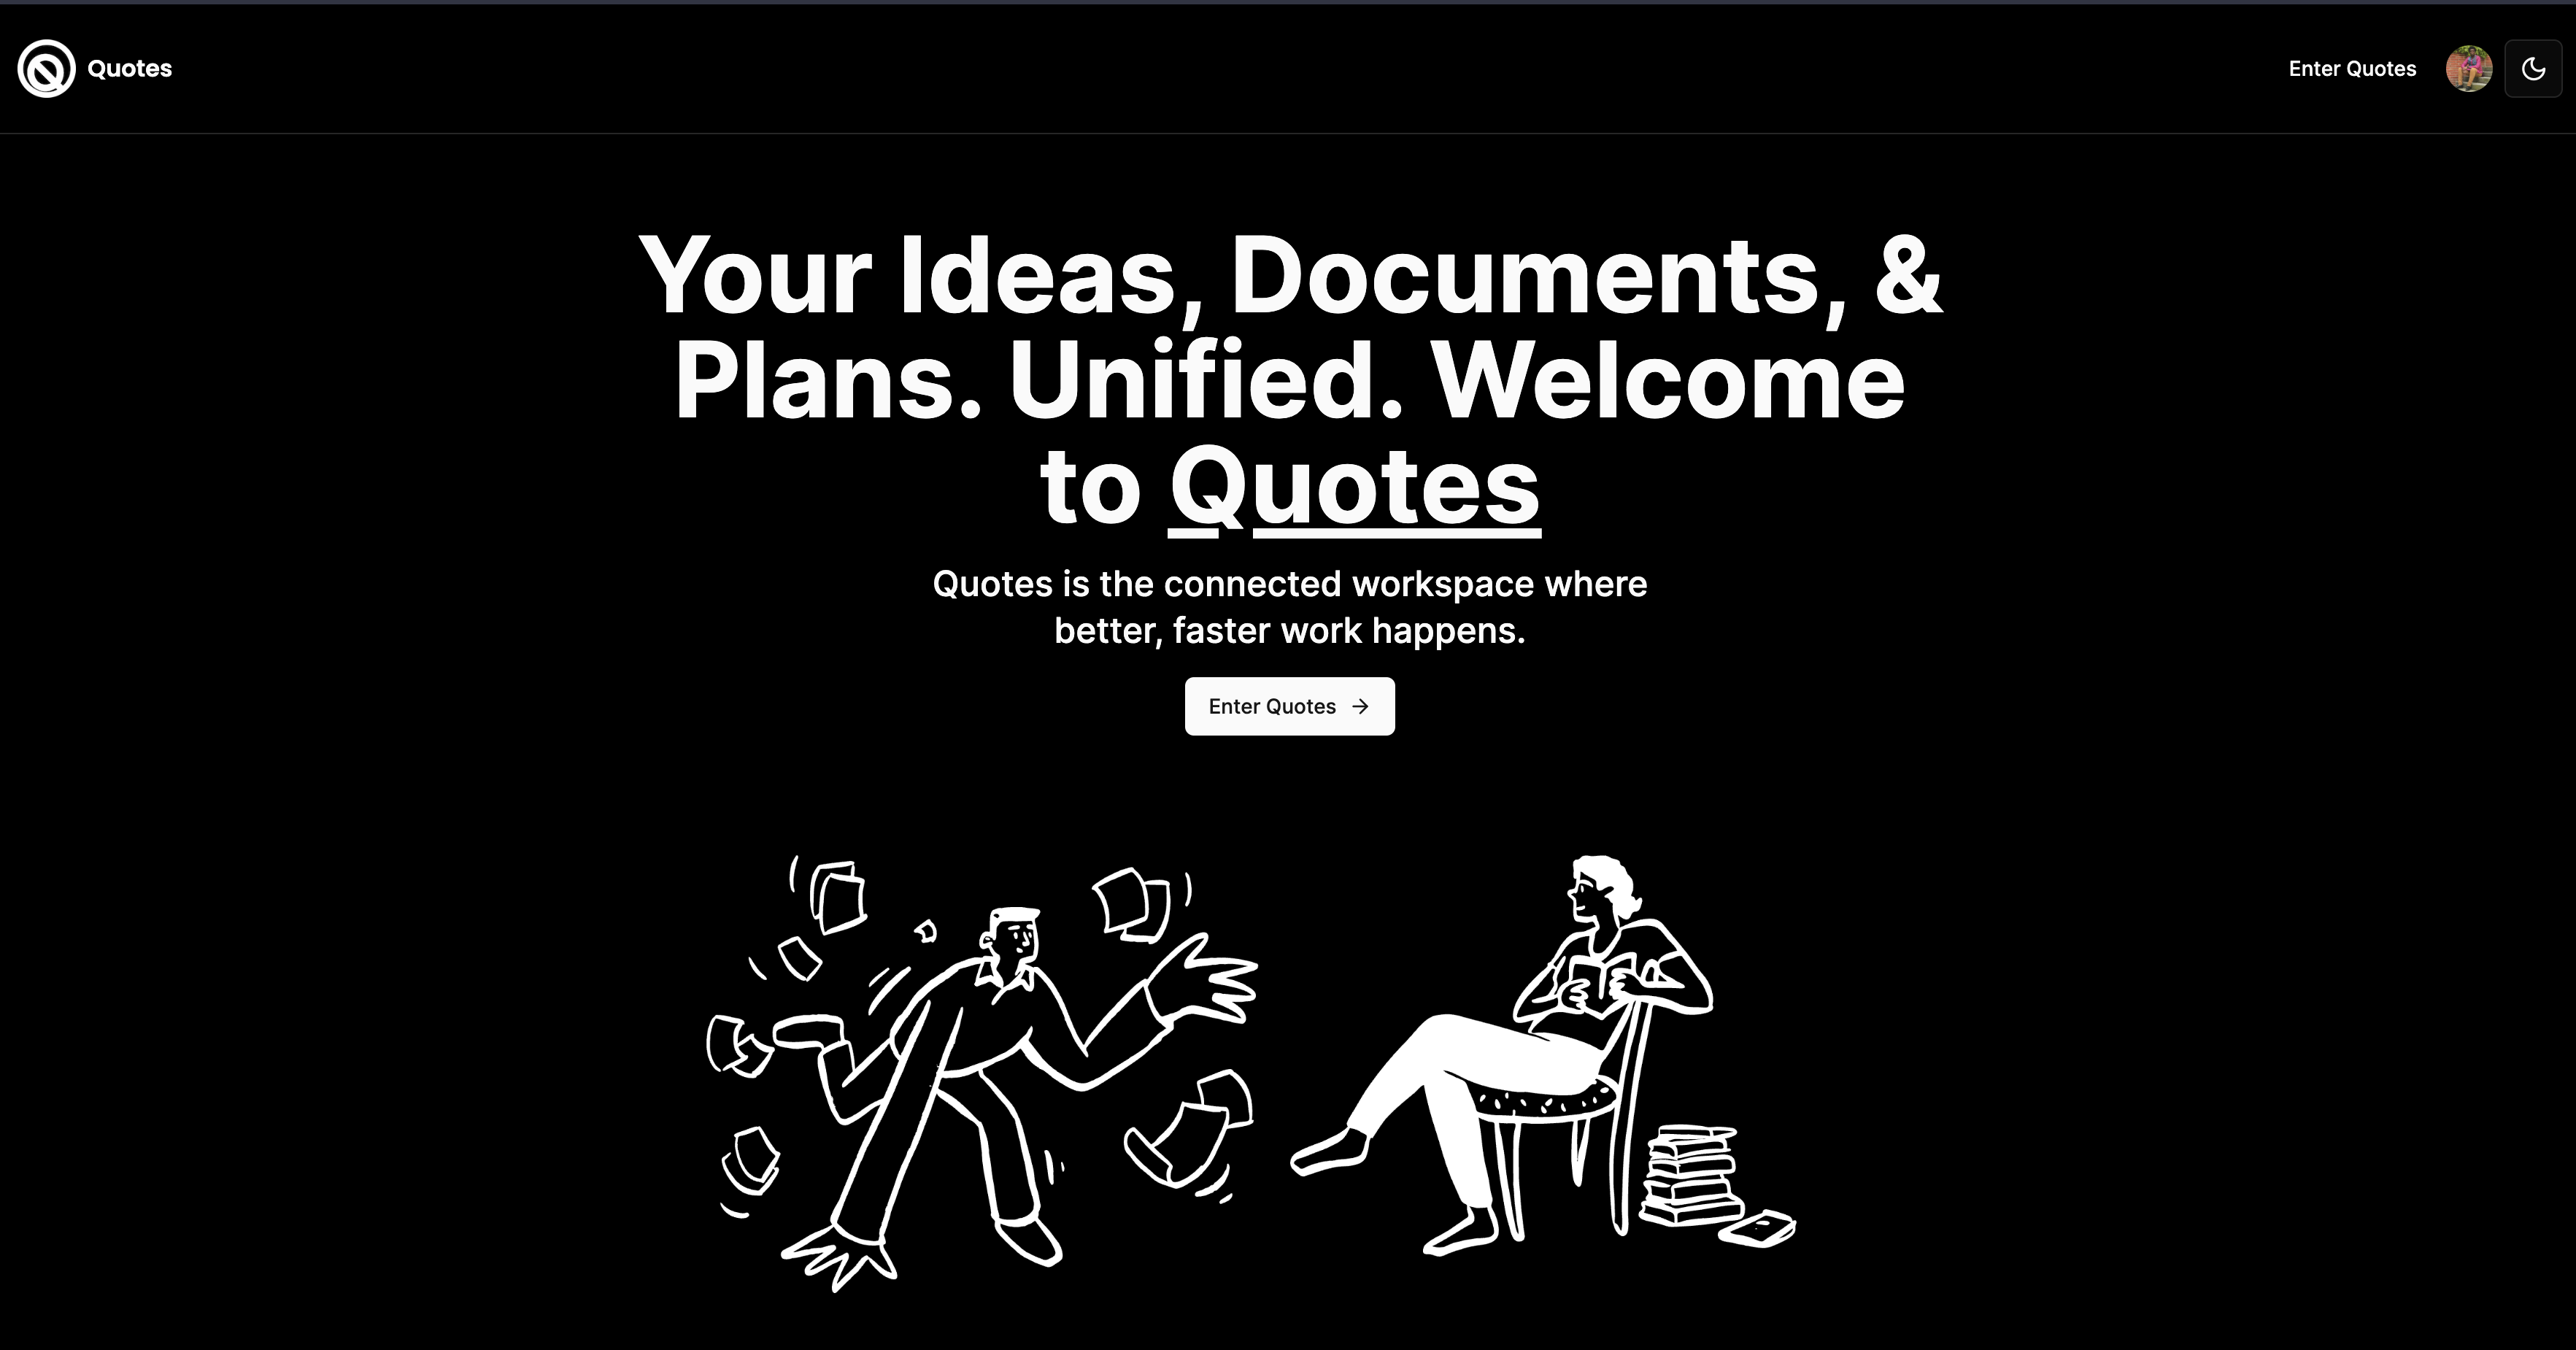 Quotes
Enter Quotes
Your Ideas, Documents, &
Plans. Unified. Welcome
to Quotes
Quotes is the connected workspace where
better, faster work happens.
Enter Quotes